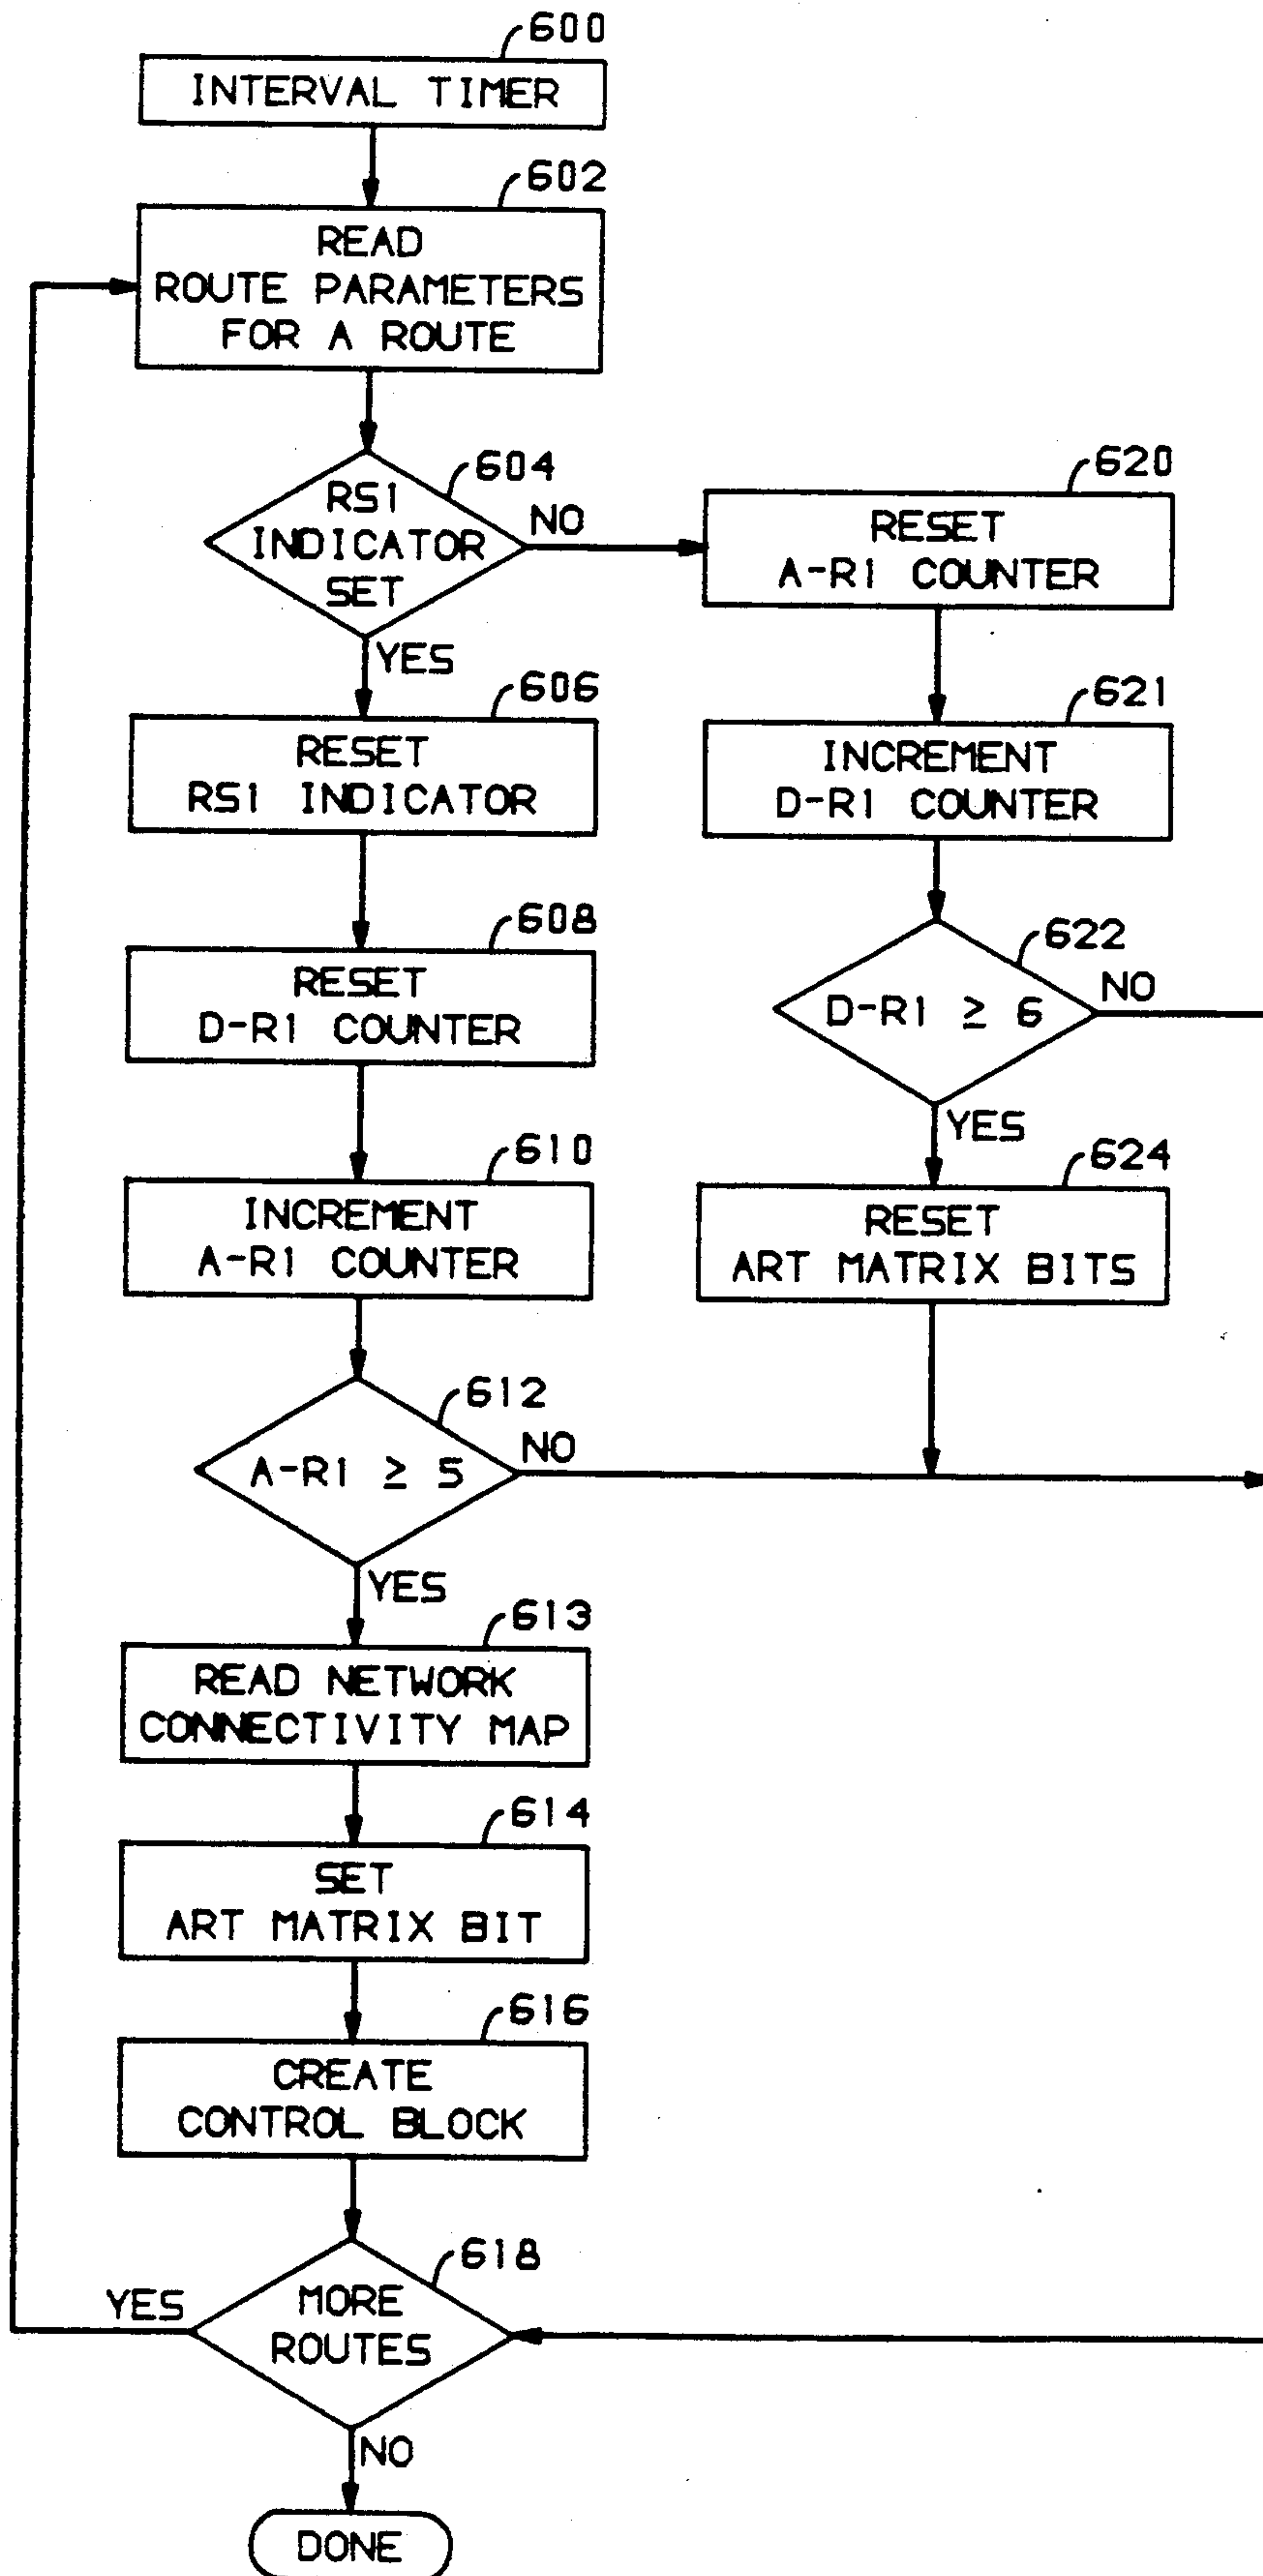 600
INTERVAL TIMER
602
READ
ROUTE PARAMETERS
FOR A ROUTE
604
RS1
INDICATOR
SET
NO
YES
606
RESET
RS1 INDICATOR
608
RESET
D-R1 COUNTER
610
INCREMENT
A-R1 COUNTER
612
A-R1 ≥ 5
NO
YES
613
READ NETWORK
CONNECTIVITY MAP
614
SET
ART MATRIX BIT
616
CREATE
CONTROL BLOCK
618
MORE
ROUTES
YES
NO
DONE
620
RESET
A-R1 COUNTER
621
INCREMENT
D-R1 COUNTER
622
D-R1 ≥ 6
NO
YES
624
RESET
ART MATRIX BITS